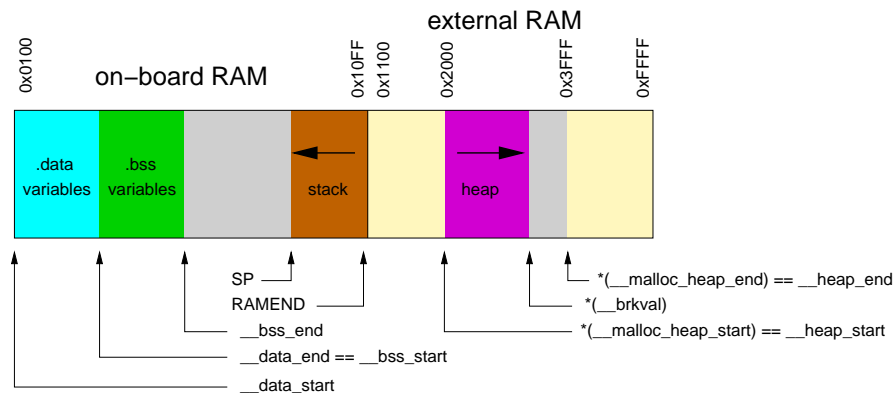 external RAM
on−board RAM
0x0100
0x10FF
0x1100
0x2000
0x3FFF
0xFFFF
.data
variables
.bss
variables
stack
heap
SP
RAMEND
__bss_end
__data_end == __bss_start
__data_start
*(__malloc_heap_end) == __heap_end
*(__brkval)
*(__malloc_heap_start) == __heap_start